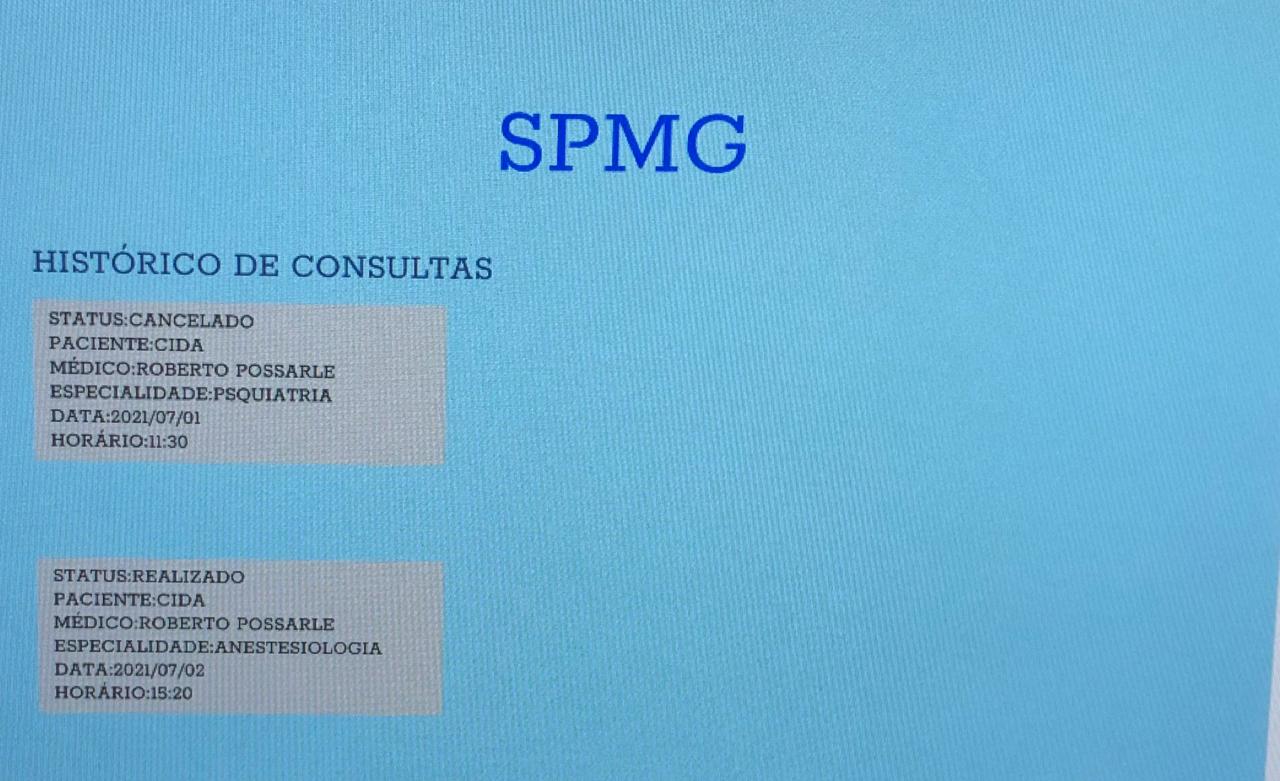 SPMG
HISTÓRICO DE CONSULTAS
STATUS:CANCELADO
PACIENTE:CIDA
MÉDICO:ROBERTO POSSARLE
ESPECIALIDADE:PSQUIATRIA
DATA:2021/07/01
HORÁRIO:11:30
STATUS:REALIZADO
PACIENTE:CIDA
MÉDICO:ROBERTO POSSARLE
ESPECIALIDADE:ANESTESIOLOGIA
DATA:2021/07/02
HORÁRIO:15:20